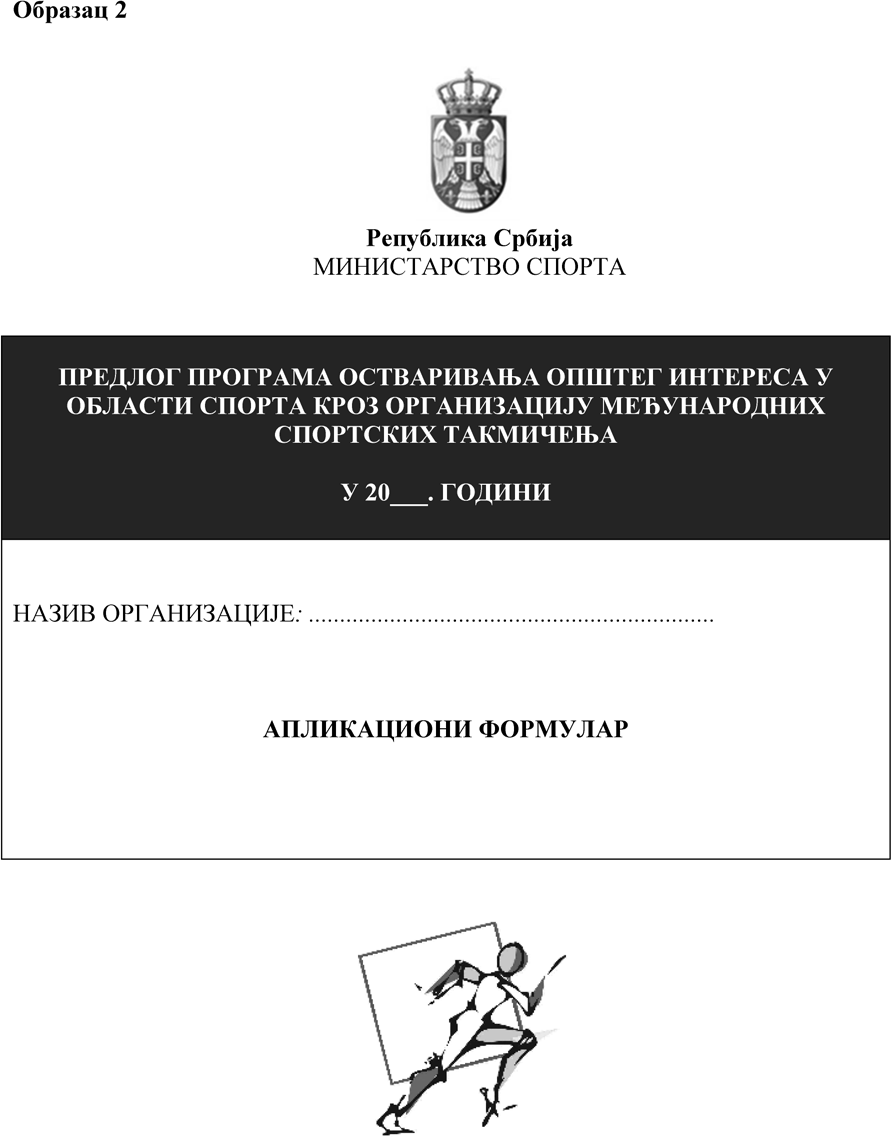 Образац 2
Република Србија
МИНИСТАРСТВО СПОРТА
ПРЕДЛОГ ПРОГРАМА ОСТВАРИВАЊА ОПШТЕГ ИНТЕРЕСА У
ОБЛАСТИ СПОРТА КРОЗ ОРГАНИЗАЦИЈУ МЕЂУНАРОДНИХ
СПОРТСКИХ ТАКМИЧЕЊА
У 20___. ГОДИНИ
НАЗИВ ОРГАНИЗАЦИЈЕ: .................................................................
АПЛИКАЦИОНИ ФОРМУЛАР